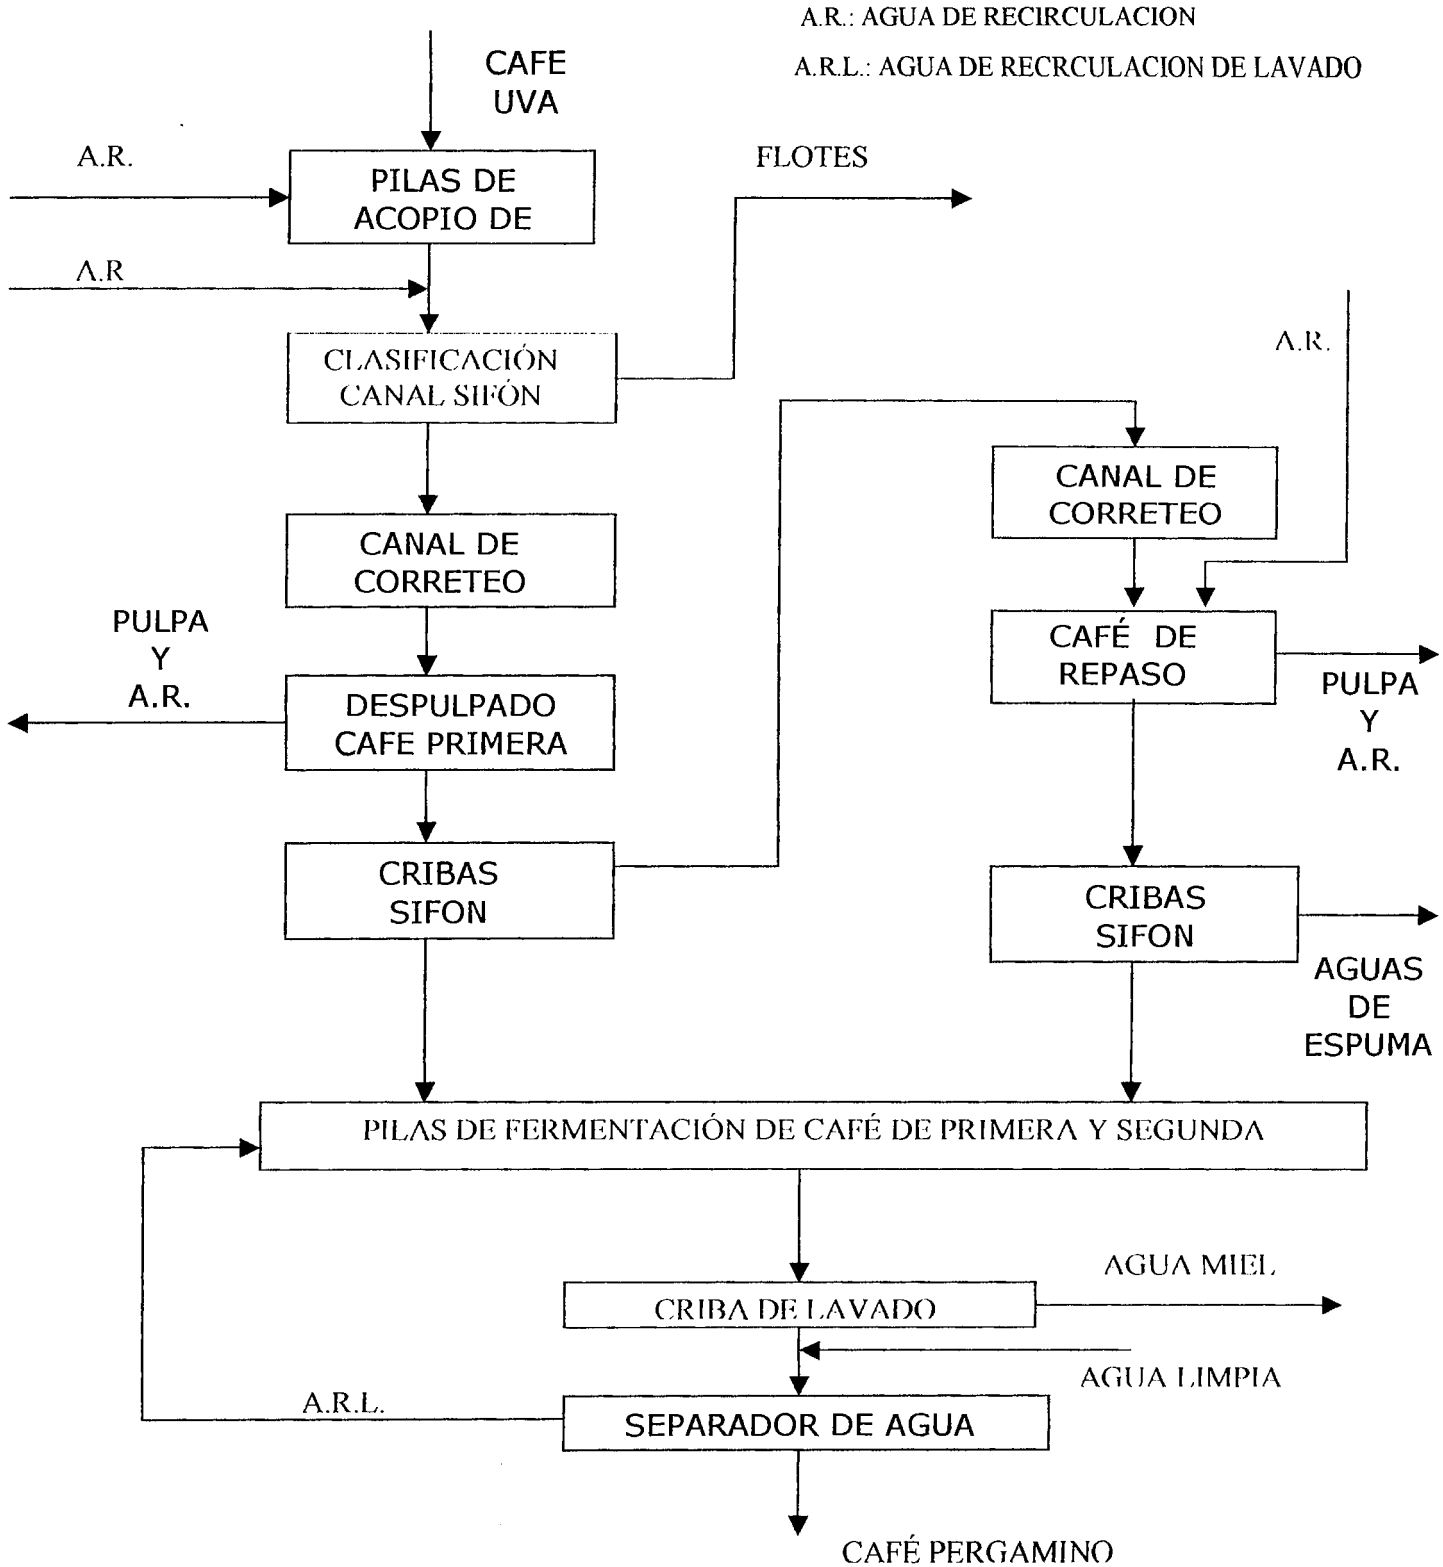 A.R.: AGUA DE RECIRCULACION
A.R.L.: AGUA DE RECRCULACION DE LAVADO
CAFE
UVA
A.R.
PILAS DE
ACOPIO DE
FLOTES
A.R
CLASIFICACIÓN
CANAL SIFÓN
A.R.
CANAL DE
CORRETEO
CANAL DE
CORRETEO
PULPA
Y
A.R.
DESPULPADO
CAFE PRIMERA
CAFÉ DE
REPASO
PULPA
Y
A.R.
CRIBAS
SIFON
CRIBAS
SIFON
AGUAS
DE
ESPUMA
PILAS DE FERMENTACIÓN DE CAFÉ DE PRIMERA Y SEGUNDA
AGUA MIEL
CRIBA DE LAVADO
AGUA LIMPIA
A.R.L.
SEPARADOR DE AGUA
CAFÉ PERGAMINO